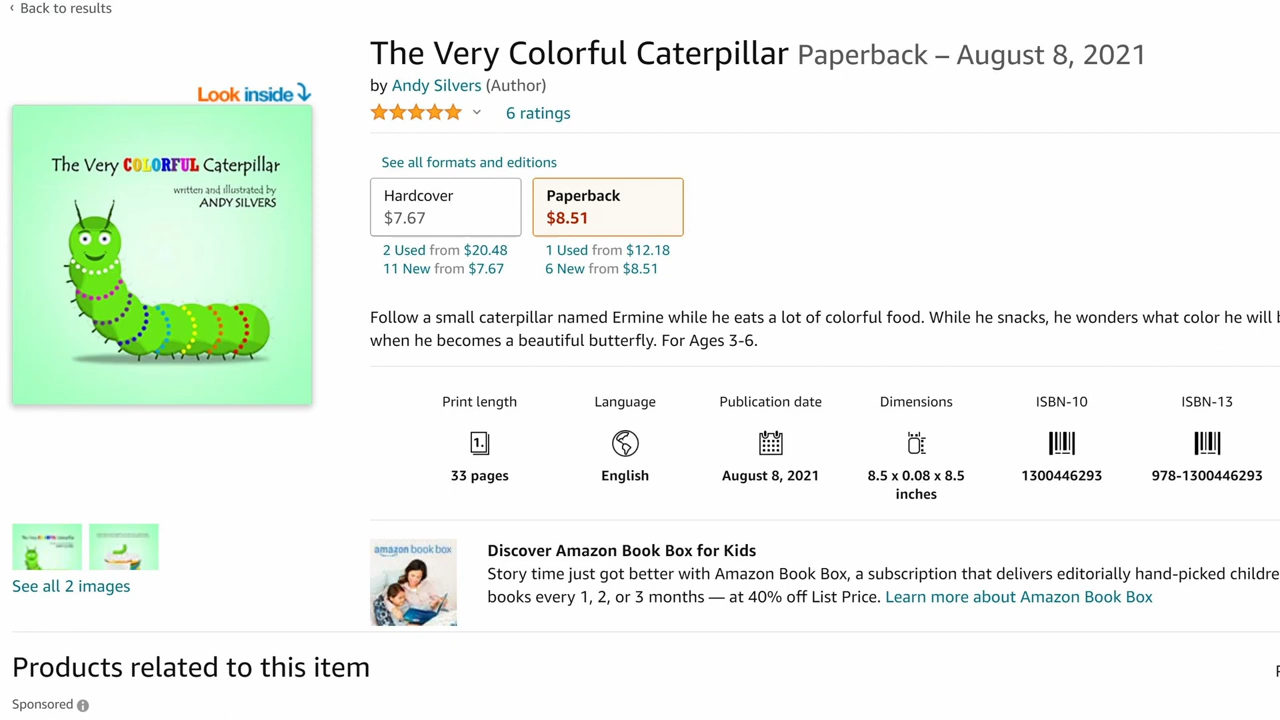 ‹ Back to results
Look inside
The Very COLORFUL Caterpillar
written and illustrated by
ANDY SILVERS
See all 2 images
The Very Colorful Caterpillar Paperback – August 8, 2021
by Andy Silvers (Author)
6 ratings
See all formats and editions
Hardcover
$7.67
2 Used from $20.48
11 New from $7.67
Paperback
$8.51
1 Used from $12.18
6 New from $8.51
Follow a small caterpillar named Ermine while he eats a lot of colorful food. While he snacks, he wonders what color he will
when he becomes a beautiful butterfly. For Ages 3-6.
Print length
33 pages
Language
English
Publication date
August 8, 2021
Dimensions
8.5 x 0.08 x 8.5
inches
ISBN-10
1300446293
ISBN-13
978-1300446293
amazon book box
Discover Amazon Book Box for Kids
Story time just got better with Amazon Book Box, a subscription that delivers editorially hand-picked childre
books every 1, 2, or 3 months — at 40% off List Price. Learn more about Amazon Book Box
Products related to this item
Sponsored